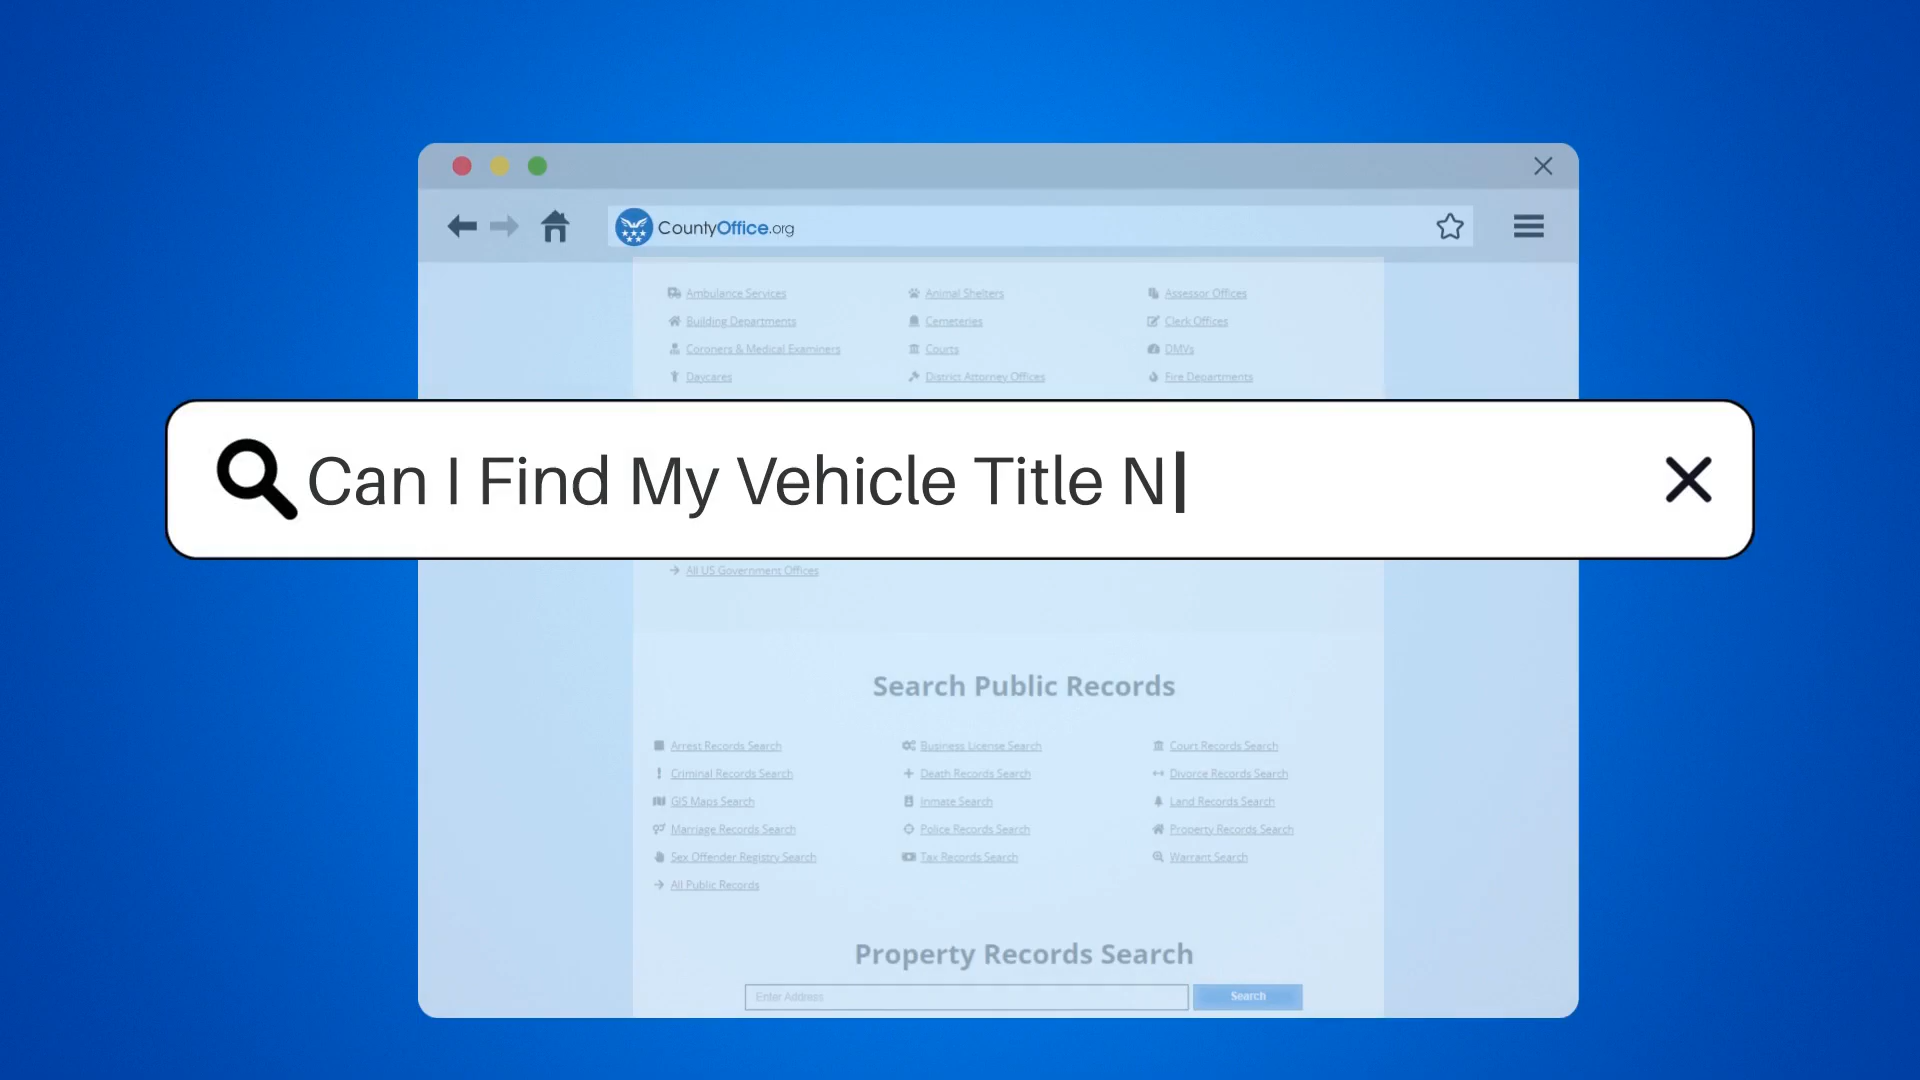 CountyOffice.org
Ambulance Services Animal Shelters Assessor Offices
Building Departments Cemeteries Clerk Offices
Coroners & Medical Examiners Courts DMVs
Daycares District Attorney Offices Fire Departments
Can I Find My Vehicle Title N
All US Government Offices
Search Public Records
Arrest Records Search Business License Search Court Records Search
Criminal Records Search Death Records Search Divorce Records Search
GIS Maps Search Inmate Search Land Records Search
Marriage Records Search Police Records Search Property Records Search
Sex Offender Registry Search Tax Records Search Warrant Search
All Public Records
Property Records Search
Enter Address Search